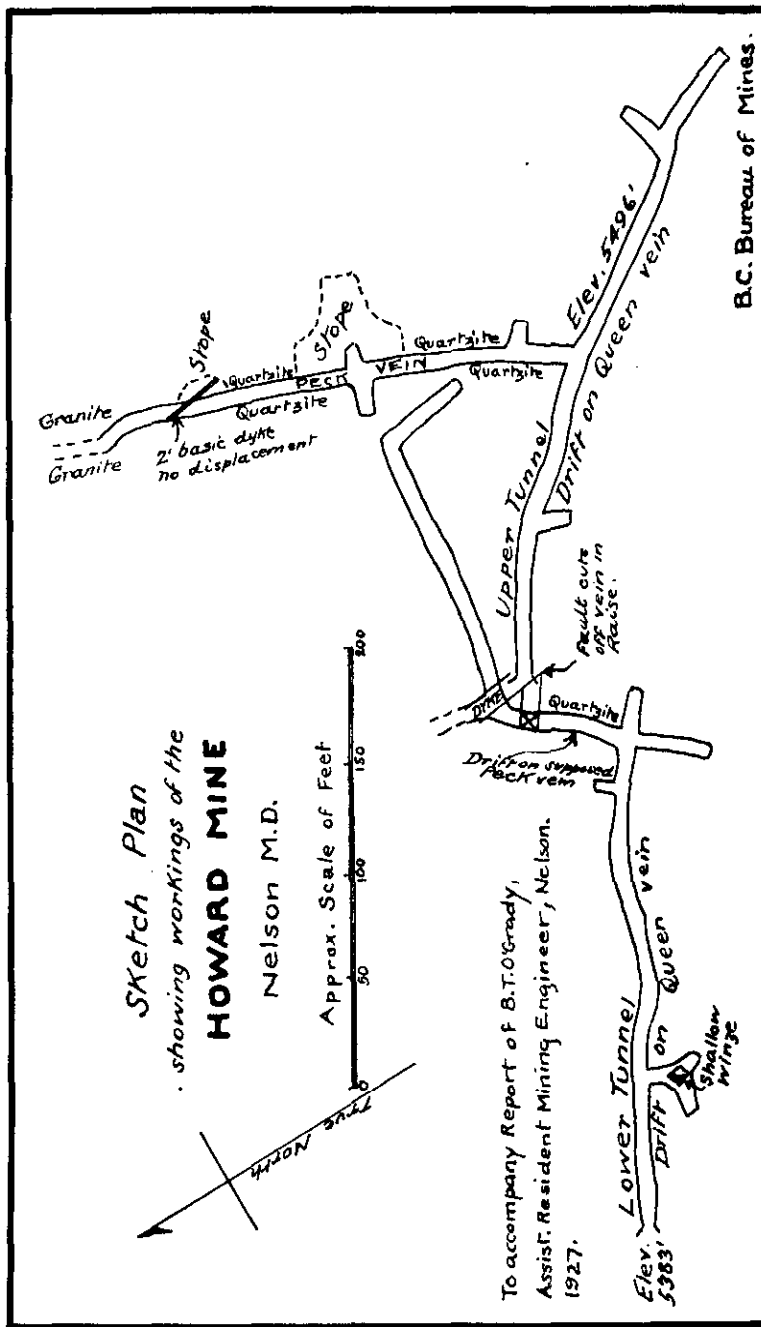 Sketch Plan
showing workings of the
HOWARD MINE
Nelson M.D.
Approx. Scale of Feet
0 50 100 150 200
True North
To accompany Report of B.T.O'Grady,
Assist. Resident Mining Engineer, Nelson.
1927.
Granite
Granite
2' basic dyke
no displacement
Stope
Quartzite
Quartzite
Stope
PECK VEIN
Quartzite
Quartzite
Upper Tunnel
Elev. 5496'
Drift on Queen vein
DYKE
Fault cuts
off vein in
Raise.
Quartzite
Drift on supposed
Peck vein
Lower Tunnel
Drift on Queen vein
Elev.
5383'
Shallow
Winze
B.C. Bureau of Mines.